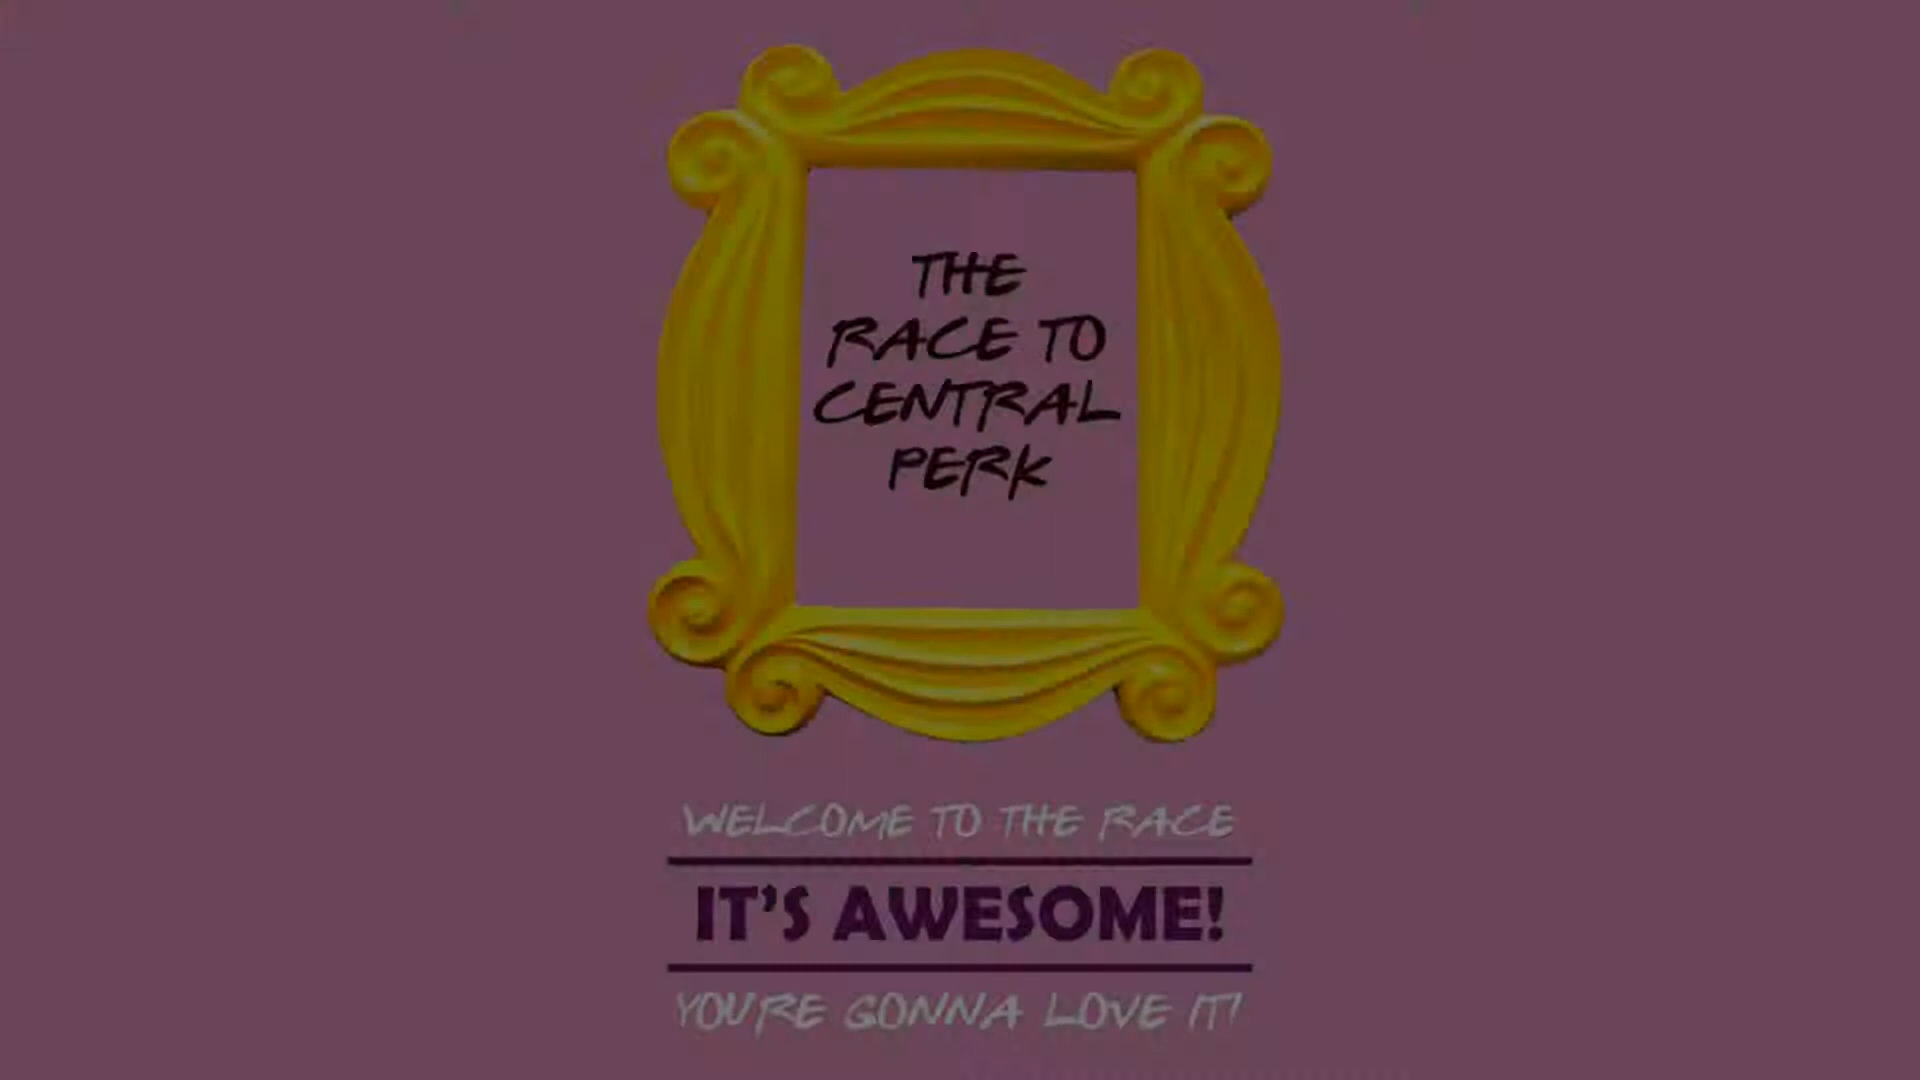 THE
RACE TO
CENTRAL
PERK
WELCOME TO THE RACE
IT'S AWESOME!
YOU'RE GONNA LOVE IT!